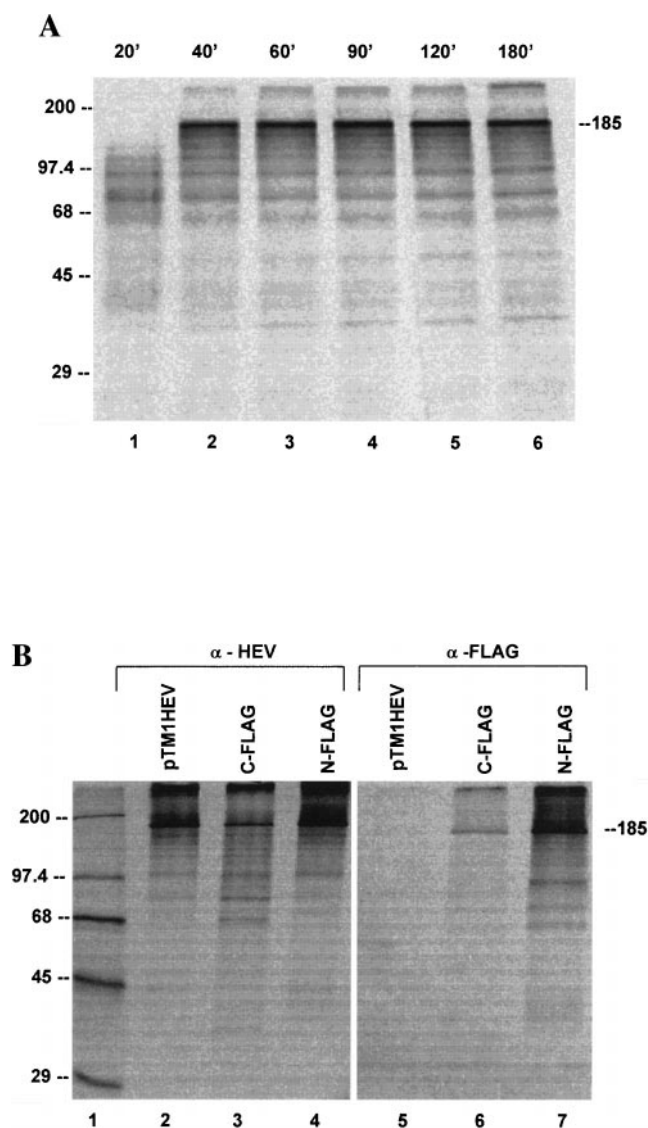 A
20' 40' 60' 90' 120' 180'
200 --
--185
97.4 --
68 --
45 --
29 --
1 2 3 4 5 6
B
α - HEV α -FLAG
pTM1HEV C-FLAG N-FLAG pTM1HEV C-FLAG N-FLAG
200 --
--185
97.4 --
68 --
45 --
29 --
1 2 3 4 5 6 7